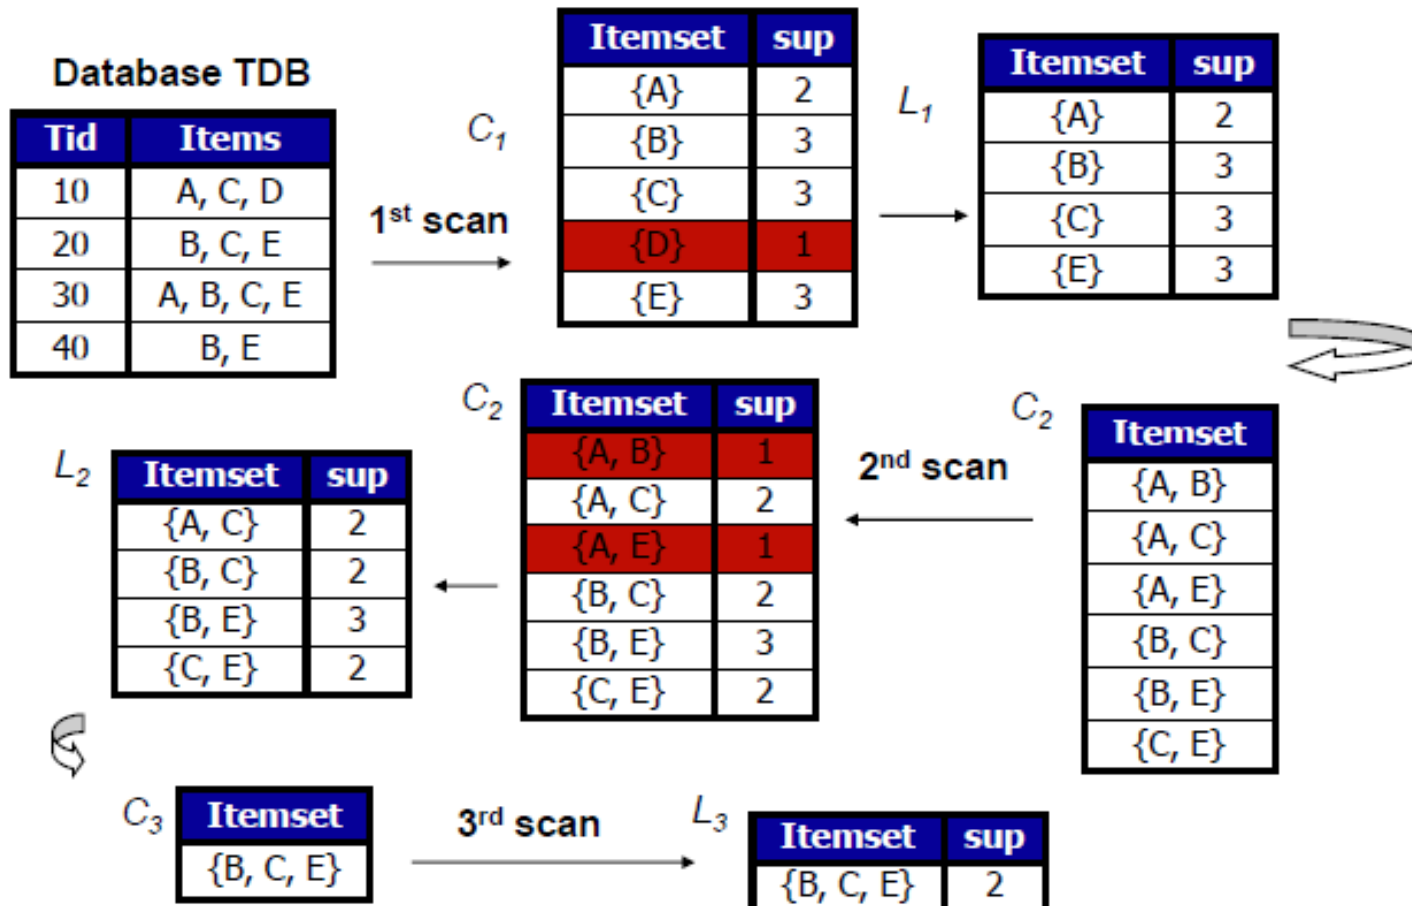 Database TDB
Tid Items
10 A, C, D
20 B, C, E
30 A, B, C, E
40 B, E
1st scan
C1
Itemset sup
{A} 2
{B} 3
{C} 3
{D} 1
{E} 3
L1
Itemset sup
{A} 2
{B} 3
{C} 3
{E} 3
C2
Itemset
{A, B}
{A, C}
{A, E}
{B, C}
{B, E}
{C, E}
2nd scan
C2
Itemset sup
{A, B} 1
{A, C} 2
{A, E} 1
{B, C} 2
{B, E} 3
{C, E} 2
L2
Itemset sup
{A, C} 2
{B, C} 2
{B, E} 3
{C, E} 2
C3
Itemset
{B, C, E}
3rd scan
L3
Itemset sup
{B, C, E} 2